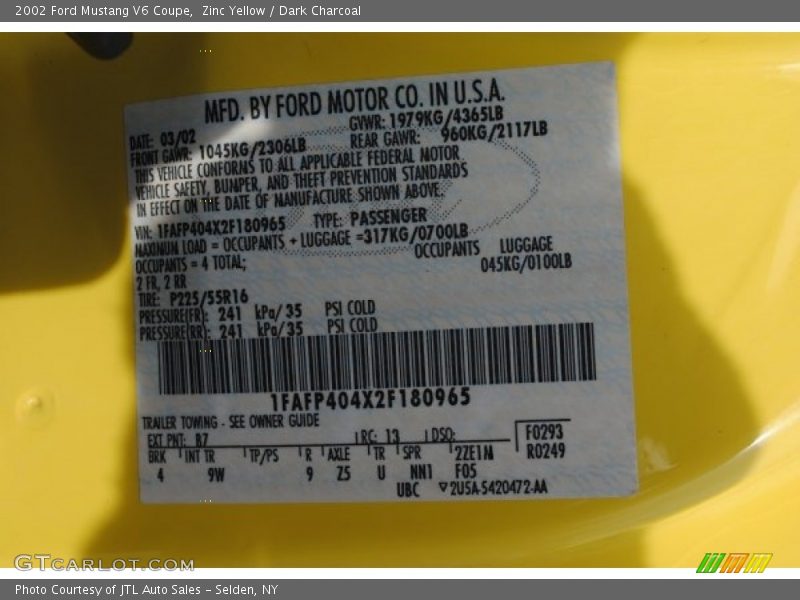 2002 Ford Mustang V6 Coupe, Zinc Yellow / Dark Charcoal
MFD. BY FORD MOTOR CO. IN U.S.A.
DATE: 03/02 GVWR: 1979KG/4365LB
FRONT GAWR: 1045KG/2306LB REAR GAWR: 960KG/2117LB
THIS VEHICLE CONFORMS TO ALL APPLICABLE FEDERAL MOTOR
VEHICLE SAFETY, BUMPER, AND THEFT PREVENTION STANDARDS
IN EFFECT ON THE DATE OF MANUFACTURE SHOWN ABOVE.
VIN: 1FAFP404X2F180965 TYPE: PASSENGER
MAXIMUM LOAD = OCCUPANTS + LUGGAGE =317KG/0700LB
OCCUPANTS = 4 TOTAL; OCCUPANTS LUGGAGE
2 FR, 2 RR 045KG/0100LB
TIRE: P225/55R16
PRESSURE(FR): 241 kPa/35 PSI COLD
PRESSURE(RR): 241 kPa/35 PSI COLD
1FAFP404X2F180965
TRAILER TOWING - SEE OWNER GUIDE
EXT PNT: B7 RC: 13 DSO: F0293
BRK INT TR TP/PS R AXLE TR SPR 2ZE1M R0249
4 9W 9 Z5 U NN1 F05
UBC ▽2U5A-5420472-AA
GTcarlot.com
Photo Courtesy of JTL Auto Sales - Selden, NY